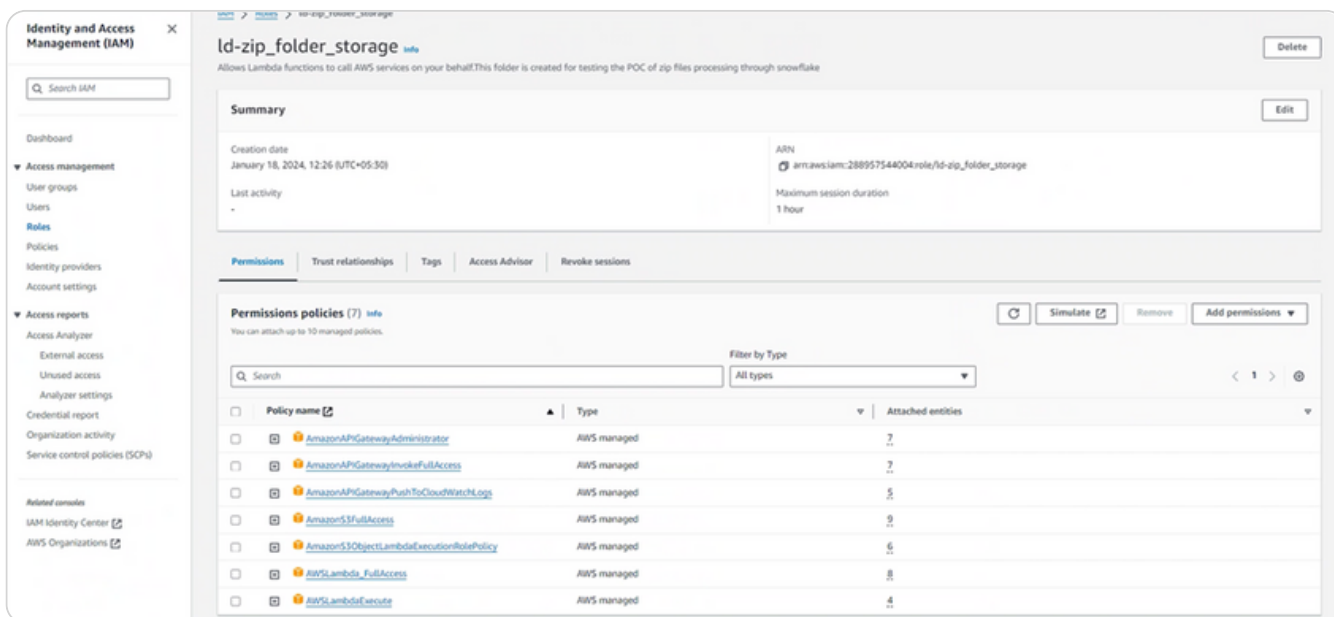 IAM > Roles > ld-zip_folder_storage
Identity and Access
Management (IAM)
Search IAM
Dashboard
Access management
User groups
Users
Roles
Policies
Identity providers
Account settings
Access reports
Access Analyzer
External access
Unused access
Analyzer settings
Credential report
Organization activity
Service control policies (SCPs)
Related consoles
IAM Identity Center
AWS Organizations
ld-zip_folder_storage Info
Delete
Allows Lambda functions to call AWS services on your behalf.This folder is created for testing the POC of zip files processing through snowflake
Summary
Edit
Creation date
January 18, 2024, 12:26 (UTC+05:30)
ARN
arn:aws:iam::288957544004:role/ld-zip_folder_storage
Last activity
-
Maximum session duration
1 hour
Permissions Trust relationships Tags Access Advisor Revoke sessions
Permissions policies (7) Info
Simulate Remove Add permissions
You can attach up to 10 managed policies.
Filter by Type
Search All types 1
Policy name Type Attached entities
AmazonAPIGatewayAdministrator AWS managed 7
AmazonAPIGatewayInvokeFullAccess AWS managed 7
AmazonAPIGatewayPushToCloudWatchLogs AWS managed 5
AmazonS3FullAccess AWS managed 9
AmazonS3ObjectLambdaExecutionRolePolicy AWS managed 6
AWSLambda_FullAccess AWS managed 8
AWSLambdaExecute AWS managed 4